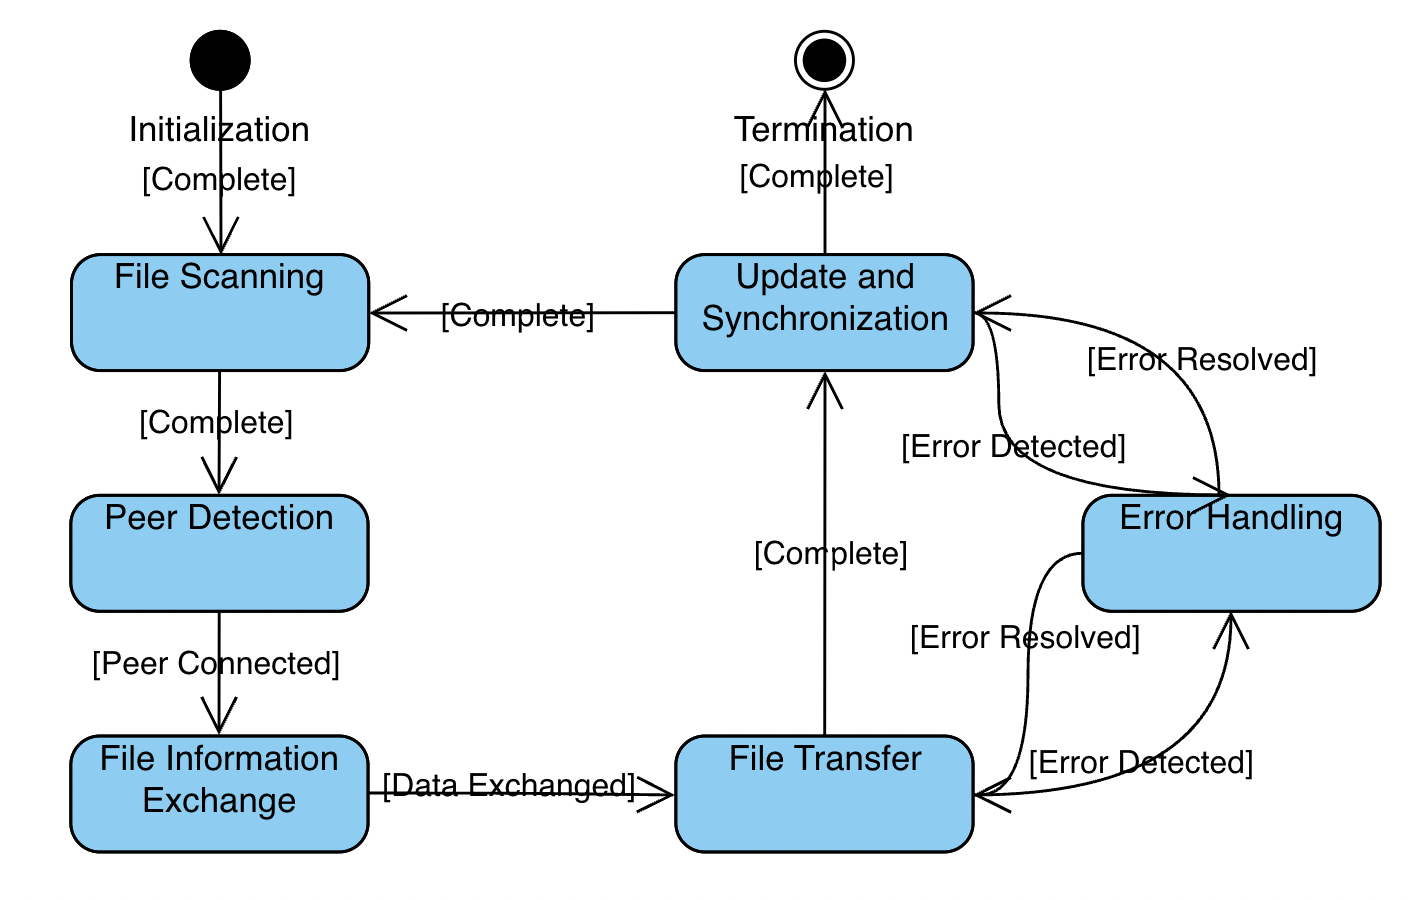 Initialization
[Complete]
Termination
[Complete]
File Scanning
[Complete]
Update and
Synchronization
[Error Resolved]
[Complete]
[Error Detected]
Peer Detection
Error Handling
[Complete]
[Error Resolved]
[Peer Connected]
File Information
Exchange
[Data Exchanged]
File Transfer
[Error Detected]